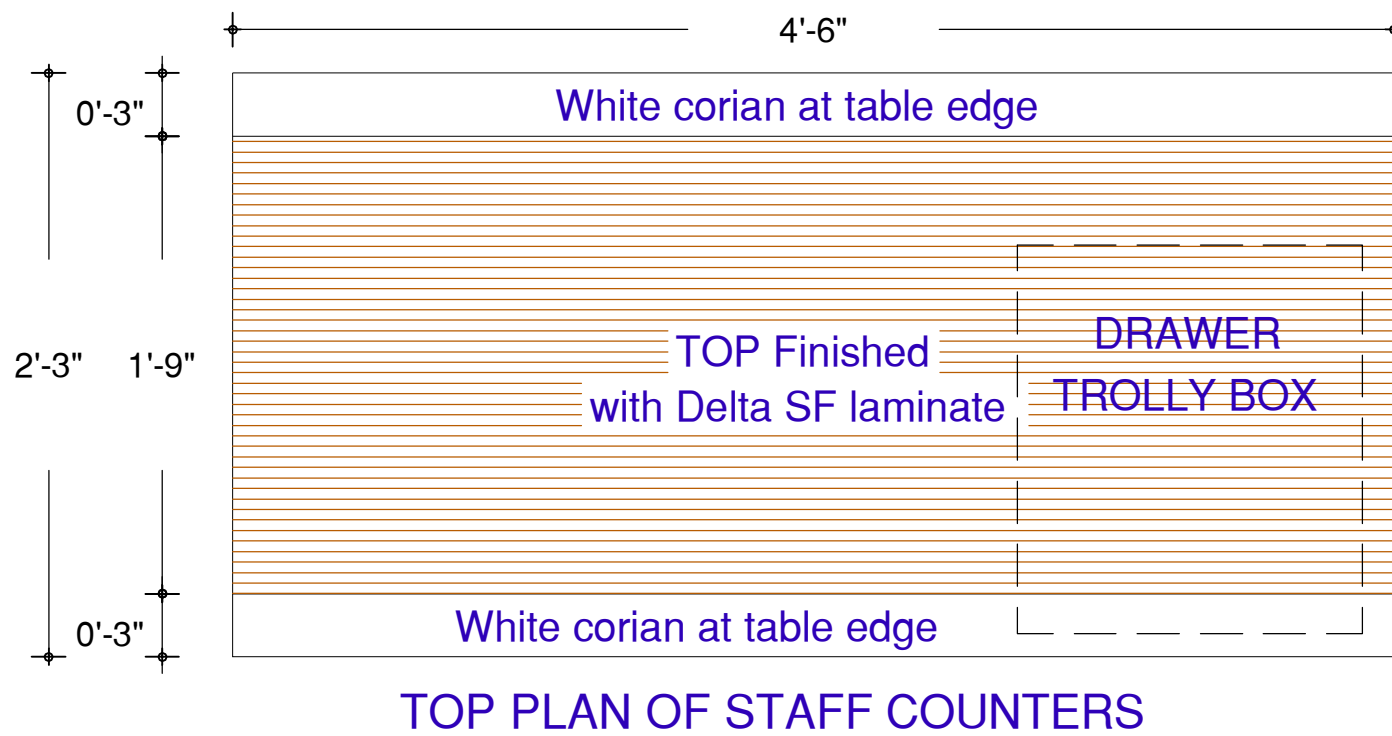 4'-6"
0'-3"
White corian at table edge
2'-3"
1'-9"
TOP Finished
with Delta SF laminate
DRAWER
TROLLY BOX
0'-3"
White corian at table edge
TOP PLAN OF STAFF COUNTERS